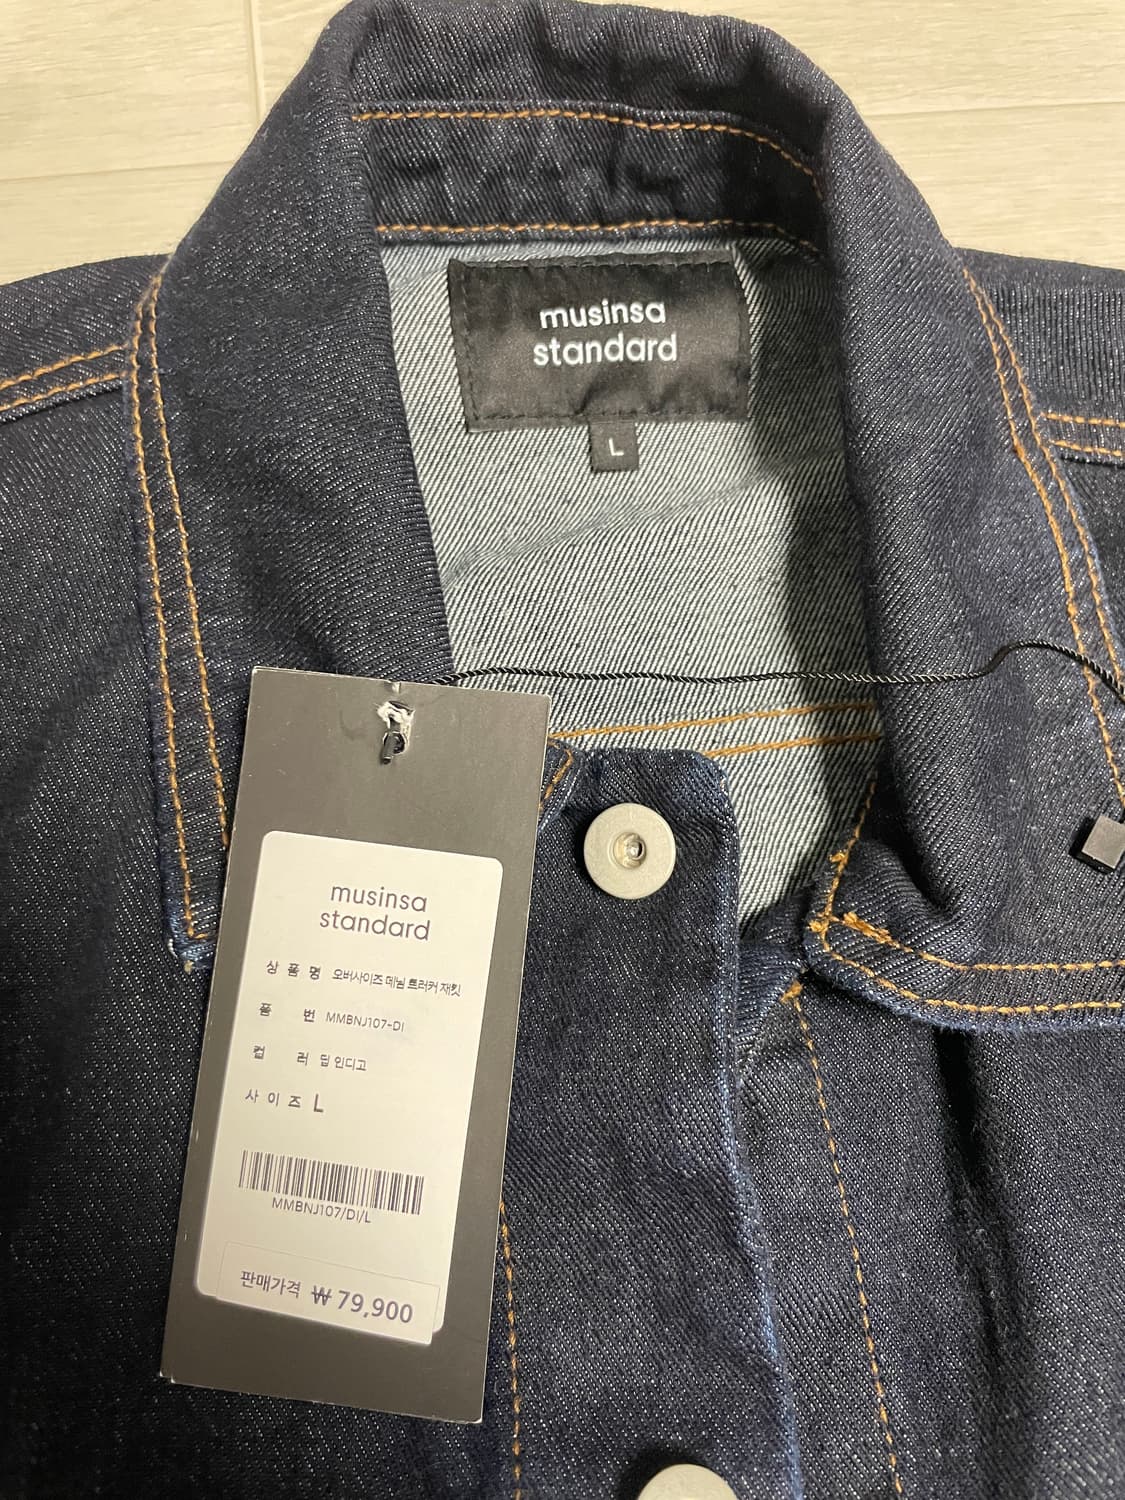 musinsa
standard
L
musinsa
standard
상 품 명 오버사이즈 데님 트러커 재킷
품 번 MMBNJ107-DI
컬 러 딥 인디고
사 이 즈 L
MMBNJ107/DI/L
판매가격 ₩ 79,900